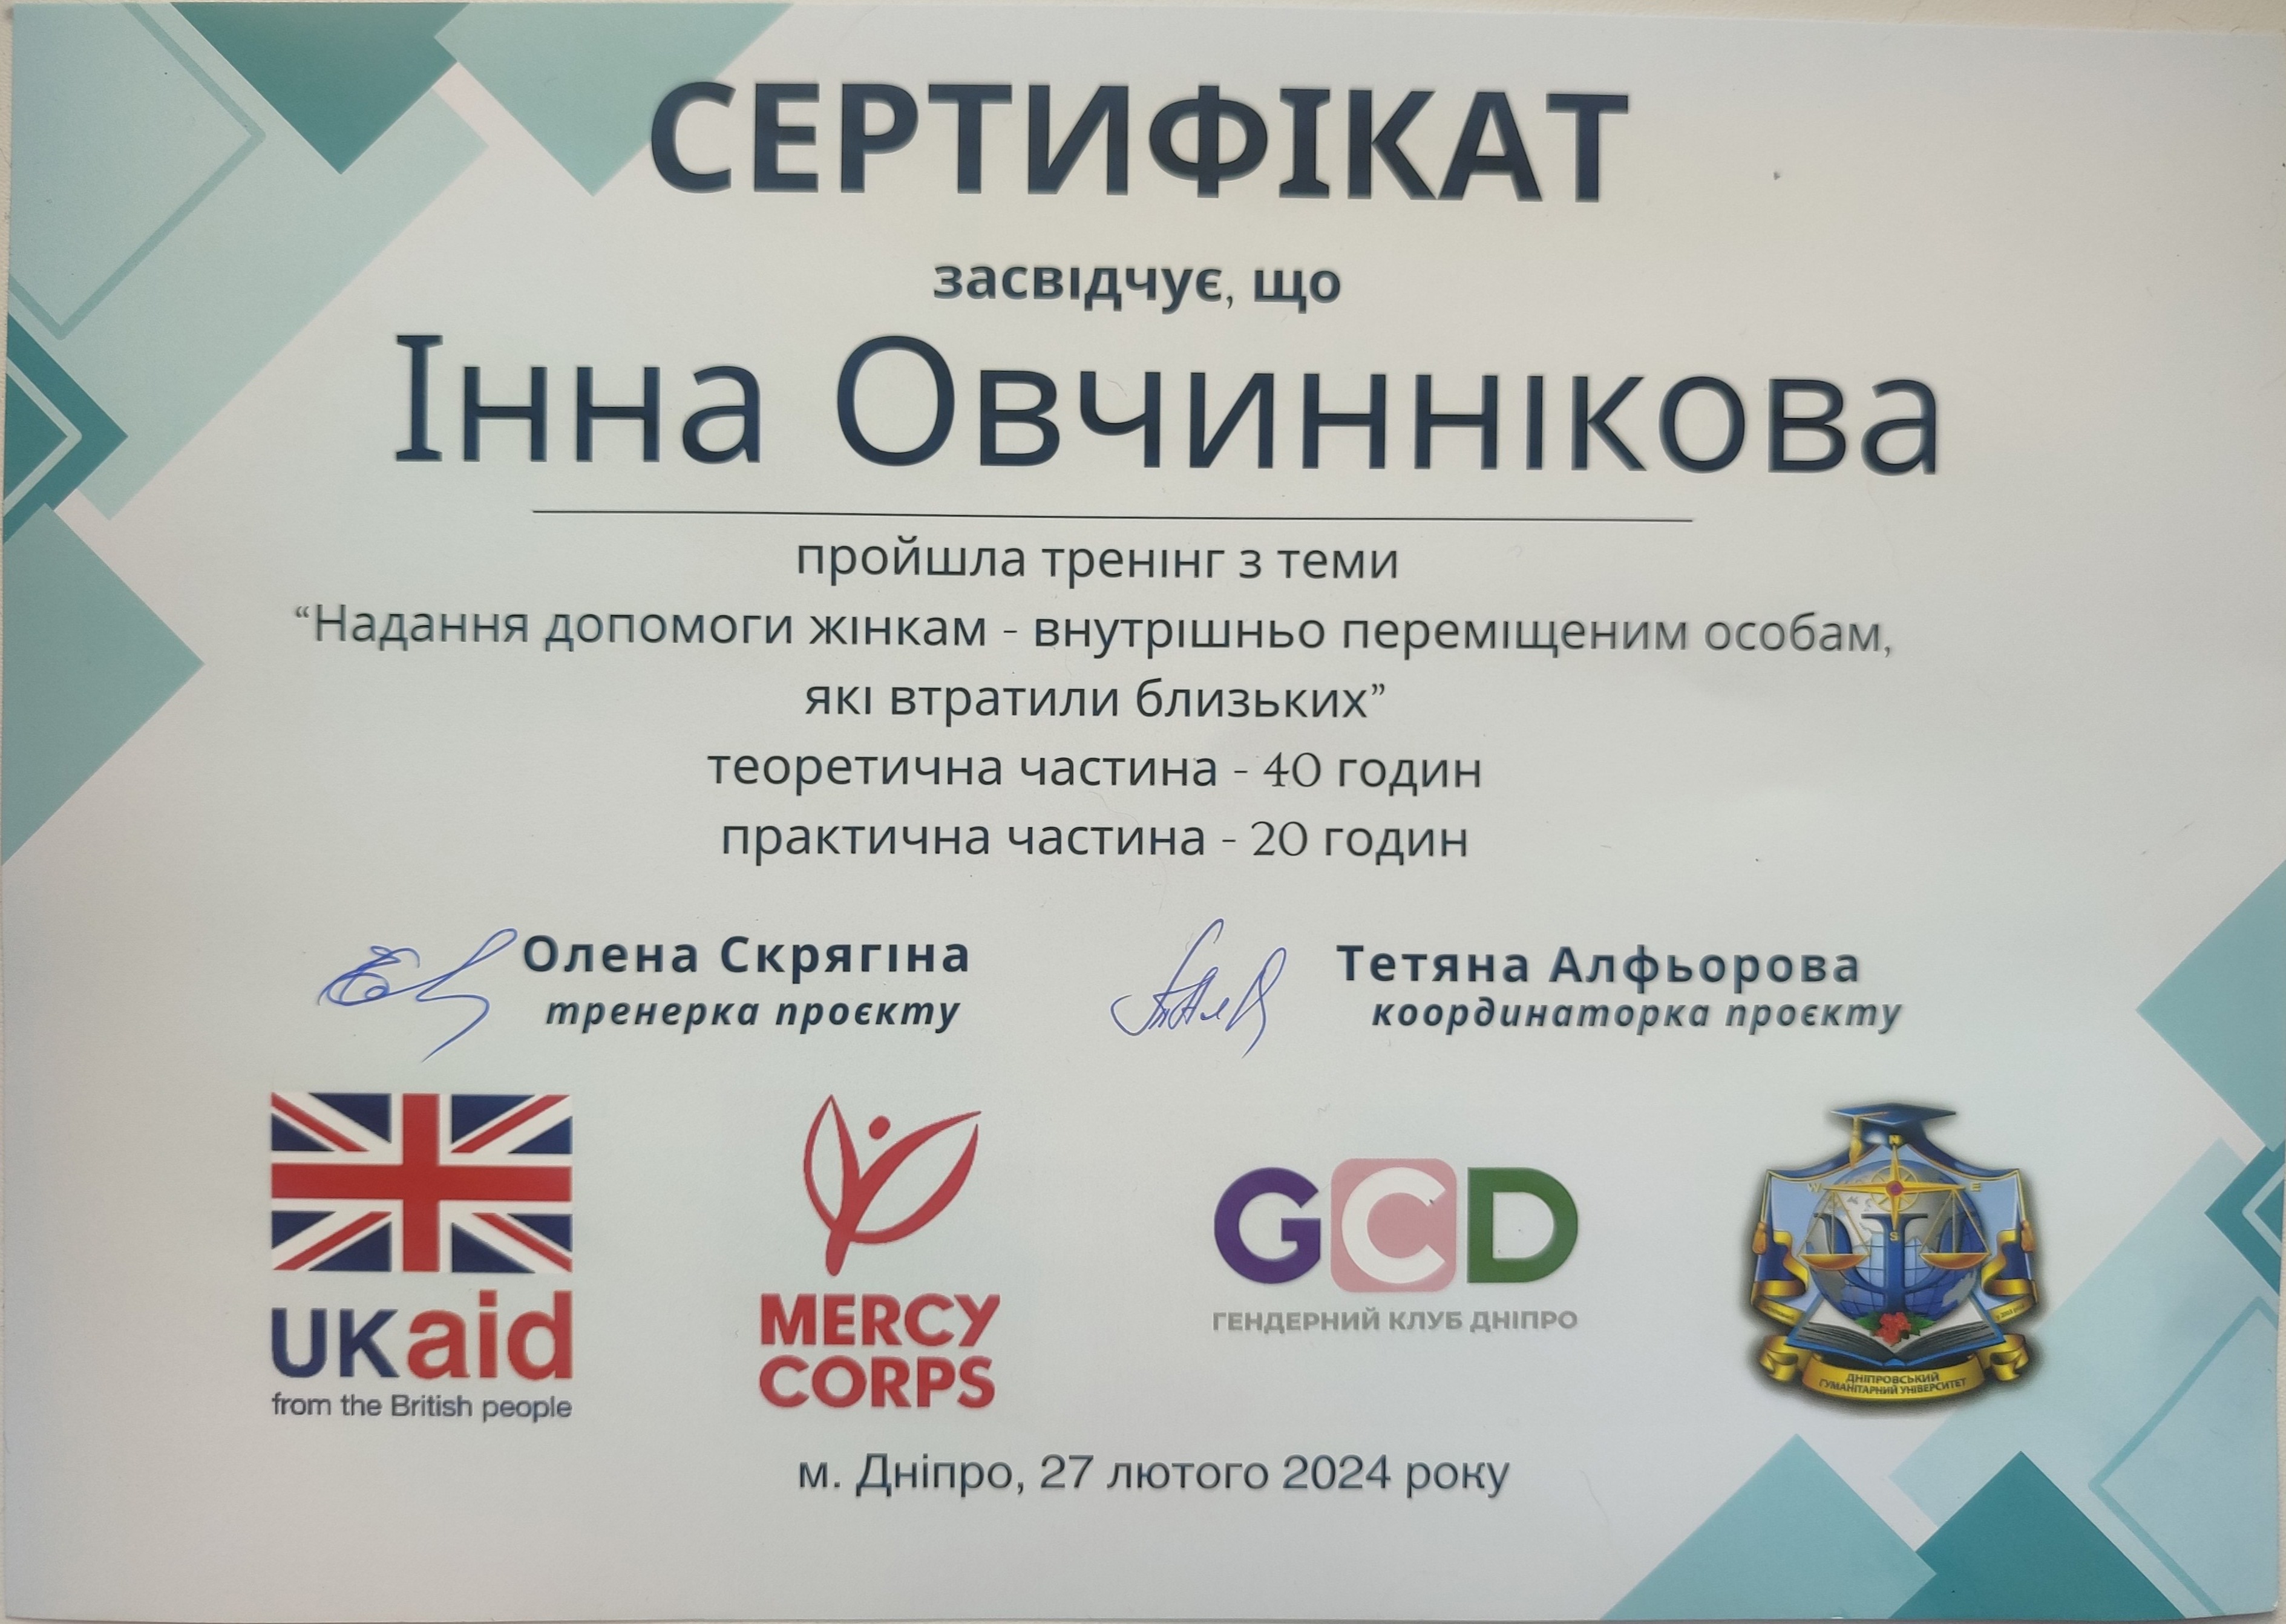 СЕРТИФІКАТ
засвідчує, що
Інна Овчиннікова
пройшла тренінг з теми
“Надання допомоги жінкам - внутрішньо переміщеним особам,
які втратили близьких”
теоретична частина - 40 годин
практична частина - 20 годин
Олена Скрягіна
тренерка проєкту
Тетяна Алфьорова
координаторка проєкту
UKaid
from the British people
MERCY
CORPS
GCD
ГЕНДЕРНИЙ КЛУБ ДНІПРО
N
W
E
S
Ψ
ДНІПРОВСЬКИЙ
ГУМАНІТАРНИЙ УНІВЕРСИТЕТ
м. Дніпро, 27 лютого 2024 року